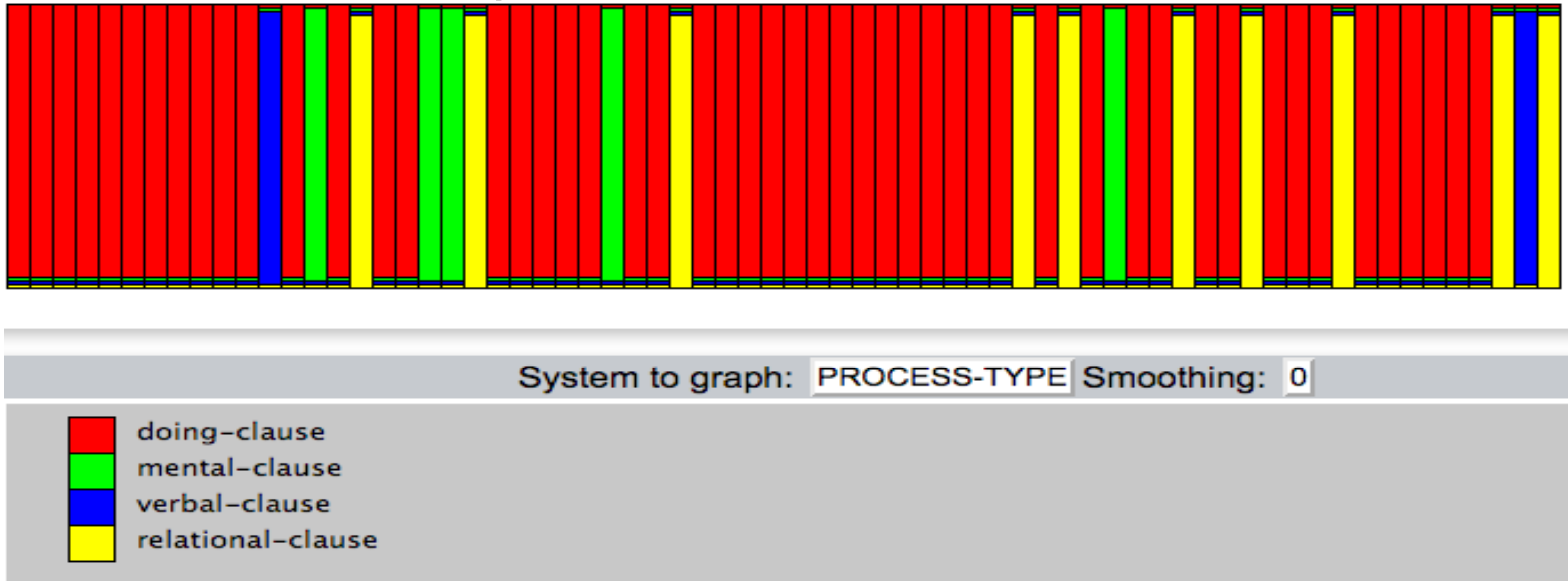 System to graph: PROCESS-TYPE Smoothing: 0
doing-clause
mental-clause
verbal-clause
relational-clause